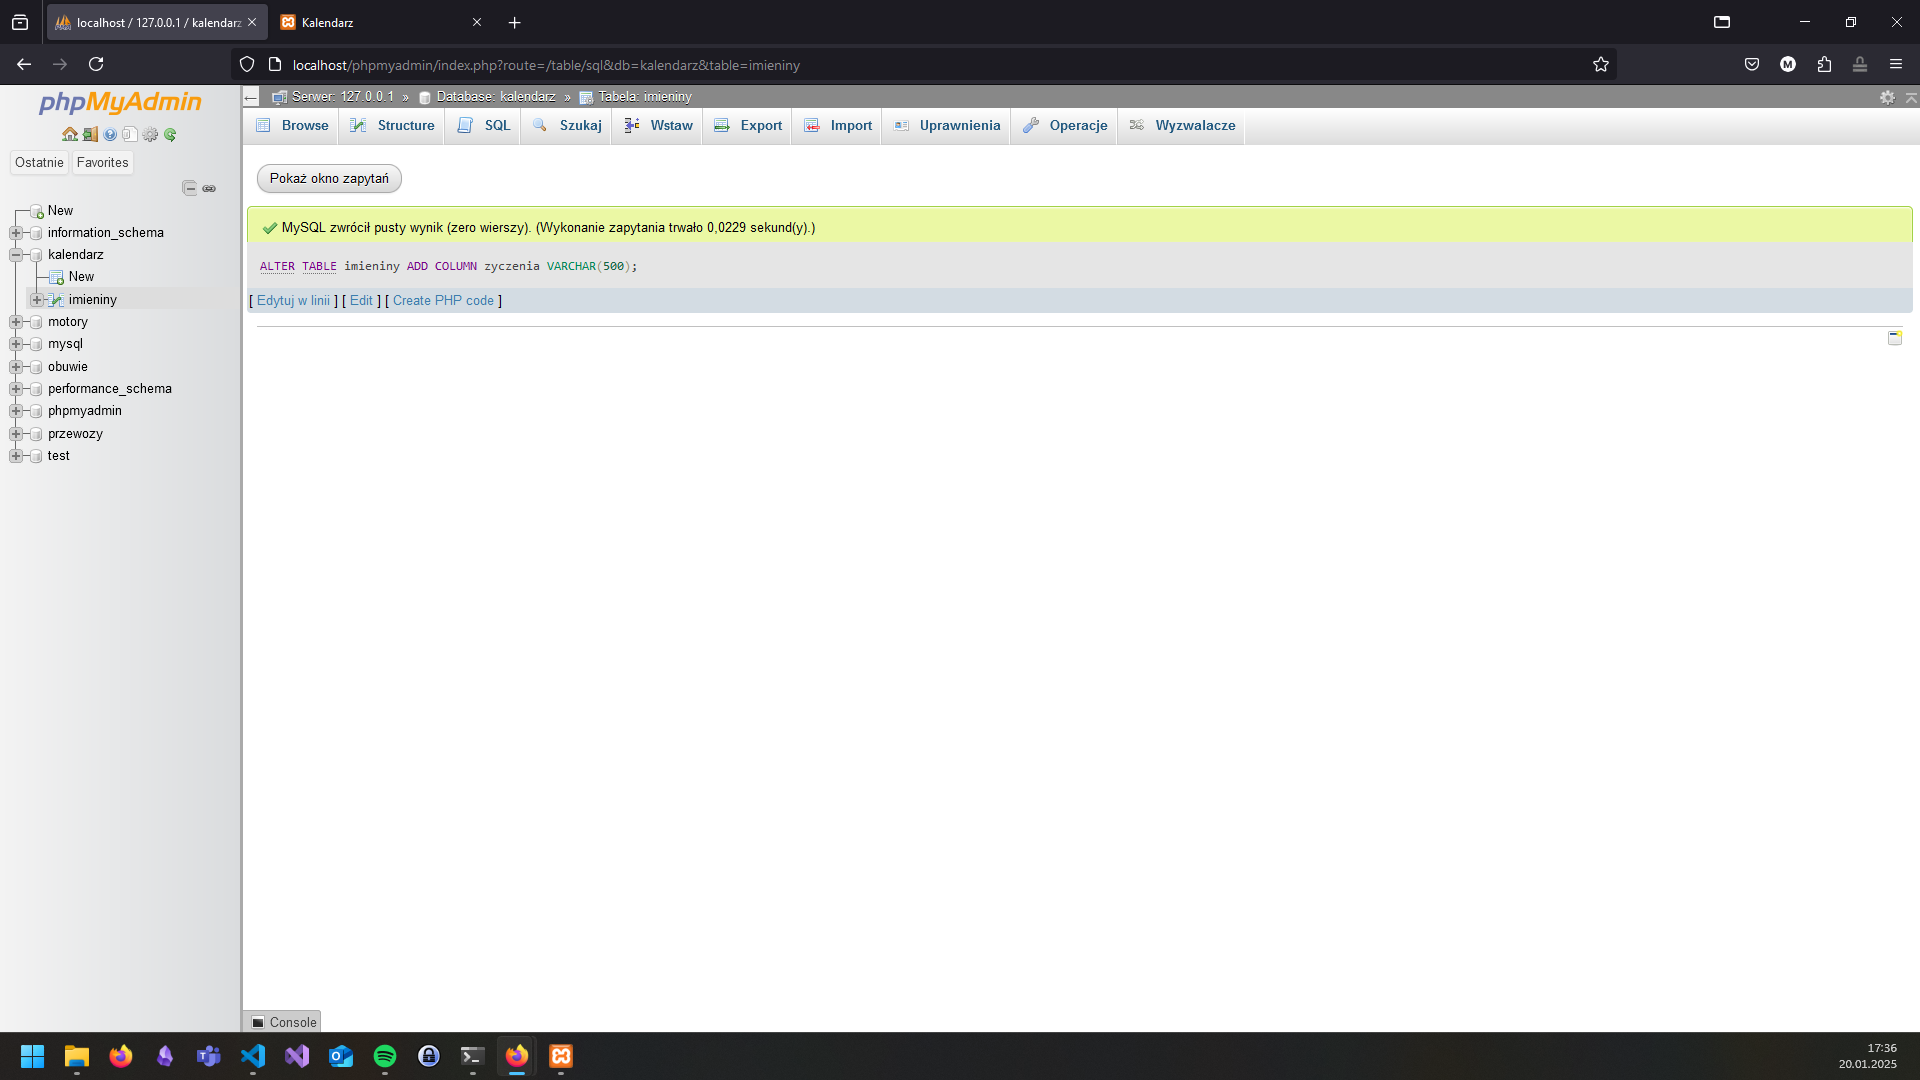 localhost / 127.0.0.1 / kalendarz
Kalendarz
localhost/phpmyadmin/index.php?route=/table/sql&db=kalendarz&table=imieniny
phpMyAdmin
Ostatnie
Favorites
New
information_schema
kalendarz
New
imieniny
motory
mysql
obuwie
performance_schema
phpmyadmin
przewozy
test
Serwer: 127.0.0.1 » Database: kalendarz » Tabela: imieniny
Browse
Structure
SQL
Szukaj
Wstaw
Export
Import
Uprawnienia
Operacje
Wyzwalacze
Pokaż okno zapytań
MySQL zwrócił pusty wynik (zero wierszy). (Wykonanie zapytania trwało 0,0229 sekund(y).)
ALTER TABLE imieniny ADD COLUMN zyczenia VARCHAR(500);
[ Edytuj w linii ] [ Edit ] [ Create PHP code ]
Console
17:36
20.01.2025